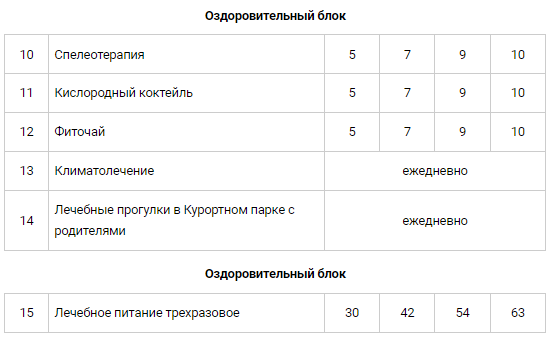 Оздоровительный блок
10 Спелеотерапия 5 7 9 10
11 Кислородный коктейль 5 7 9 10
12 Фиточай 5 7 9 10
13 Климатолечение ежедневно
14 Лечебные прогулки в Курортном парке с
родителями ежедневно
Оздоровительный блок
15 Лечебное питание трехразовое 30 42 54 63